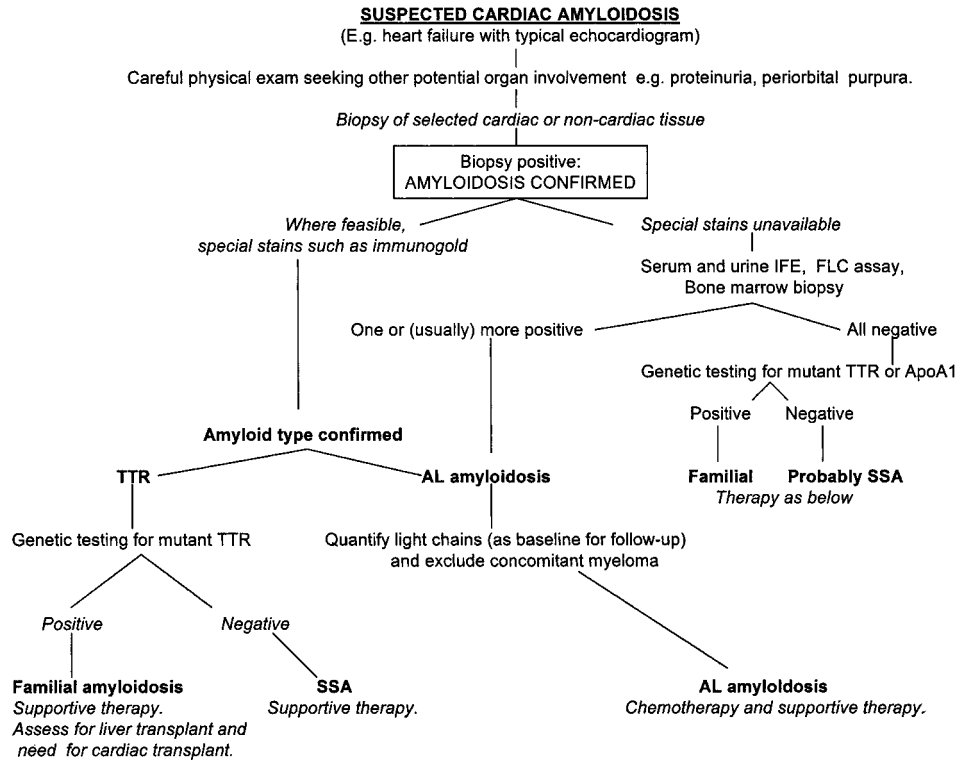 SUSPECTED CARDIAC AMYLOIDOSIS
(E.g. heart failure with typical echocardiogram)
Careful physical exam seeking other potential organ involvement e.g. proteinuria, periorbital purpura.
Biopsy of selected cardiac or non-cardiac tissue
Biopsy positive:
AMYLOIDOSIS CONFIRMED
Where feasible,
special stains such as immunogold
Special stains unavailable
Serum and urine IFE, FLC assay,
Bone marrow biopsy
One or (usually) more positive
All negative
Genetic testing for mutant TTR or ApoA1
Positive
Negative
Familial
Probably SSA
Therapy as below
Amyloid type confirmed
TTR
AL amyloidosis
Genetic testing for mutant TTR
Quantify light chains (as baseline for follow-up)
and exclude concomitant myeloma
Positive
Negative
Familial amyloidosis
Supportive therapy.
Assess for liver transplant and
need for cardiac transplant.
SSA
Supportive therapy.
AL amyloldosis
Chemotherapy and supportive therapy.